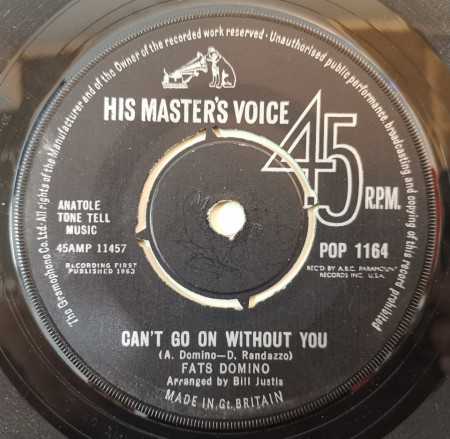 The Gramophone Co. Ltd. All rights of the Manufacturer and of the Owner of the recorded work reserved · Unauthorised public performance, broadcasting and copying of this record prohibited
HIS MASTER'S VOICE
45
R.P.M.
ANATOLE
TONE TELL
MUSIC
45AMP 11457
RECORDING FIRST
PUBLISHED 1963
POP 1164
REC'D BY A.B.C. PARAMOUNT
RECORDS INC. U.S.A.
CAN'T GO ON WITHOUT YOU
(A. Domino—D. Randazzo)
FATS DOMINO
Arranged by Bill Justis
MADE IN Gt. BRITAIN